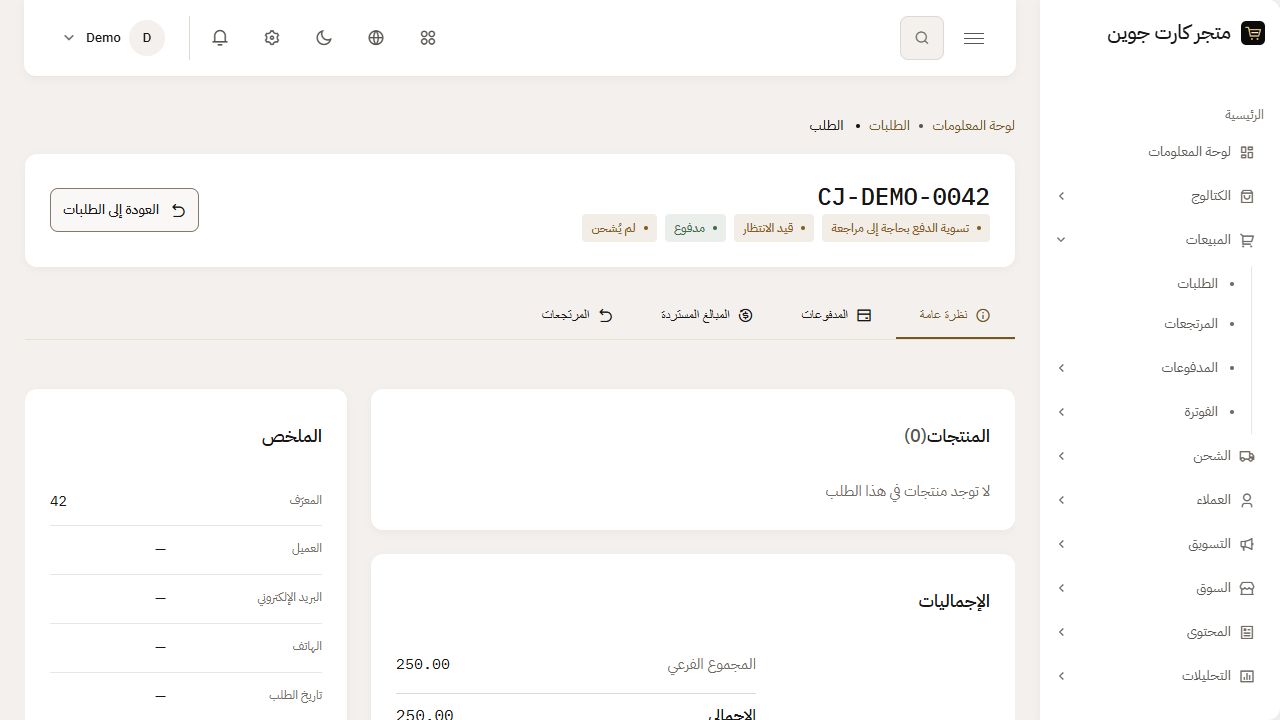 متجر كارت جوين
الرئيسية
لوحة المعلومات
الكتالوج
المبيعات
الطلبات
المرتجعات
المدفوعات
الفوترة
الشحن
العملاء
التسويق
السوق
المحتوى
التحليلات
D Demo
لوحة المعلومات • الطلبات • الطلب
CJ-DEMO-0042
تسوية الدفع بحاجة إلى مراجعة
قيد الانتظار
مدفوع
لم يُشحن
العودة إلى الطلبات
نظرة عامة
المدفوعات
المبالغ المستردة
المرتجعات
المنتجات(0)
لا توجد منتجات في هذا الطلب
الإجماليات
المجموع الفرعي 250.00
الإجمالي 250.00
الملخص
المعرّف 42
العميل —
البريد الإلكتروني —
الهاتف —
تاريخ الطلب —